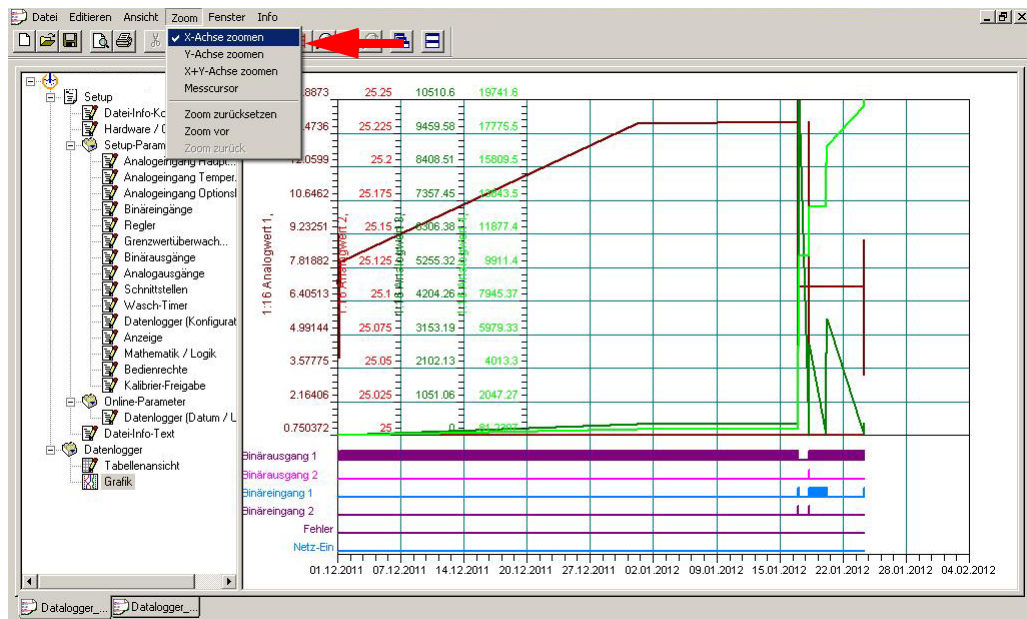 Datei Editieren Ansicht Zoom Fenster Info
X-Achse zoomen
Y-Achse zoomen
X+Y-Achse zoomen
Messcursor
Zoom zurücksetzen
Zoom vor
Zoom zurück
Setup
Datei-Info-Ko
Hardware /
Setup-Param
Analogeingang Haupt...
Analogeingang Temper.
Analogeingang Optionsl
Binäreingänge
Regler
Grenzwertüberwach...
Binärausgänge
Analogausgänge
Schnittstellen
Wasch-Timer
Datenlogger (Konfigurat
Anzeige
Mathematik / Logik
Bedienrechte
Kalibrier-Freigabe
Online-Parameter
Datenlogger (Datum / L
Datei-Info-Text
Datenlogger
Tabellenansicht
Grafik
.8873 25.25 10510.6 19741.6
.4736 25.225 9459.58 17775.5
12.0599 25.2 8408.51 15809.5
10.6462 25.175 7357.45 13843.5
9.23251 25.15 6306.38 11877.4
7.81882 25.125 5255.32 9911.4
6.40513 25.1 4204.26 7945.37
4.99144 25.075 3153.19 5979.33
3.57775 25.05 2102.13 4013.3
2.16406 25.025 1051.06 2047.27
0.750372 25 0
1:16 Analogwert 1,
1:16 Analogwert 2,
Binärausgang 1
Binärausgang 2
Binäreingang 1
Binäreingang 2
Fehler
Netz-Ein
01.12.2011 07.12.2011 14.12.2011 20.12.2011 27.12.2011 02.01.2012 09.01.2012 15.01.2012 22.01.2012 28.01.2012 04.02.2012
Datalogger_... Datalogger_...